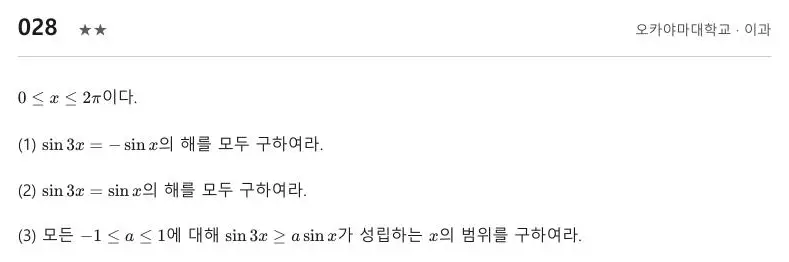 028 ★★ 오카야마대학교 · 이과
0 ≤ x ≤ 2π이다.
(1) sin 3x = − sin x의 해를 모두 구하여라.
(2) sin 3x = sin x의 해를 모두 구하여라.
(3) 모든 −1 ≤ a ≤ 1에 대해 sin 3x ≥ a sin x가 성립하는 x의 범위를 구하여라.